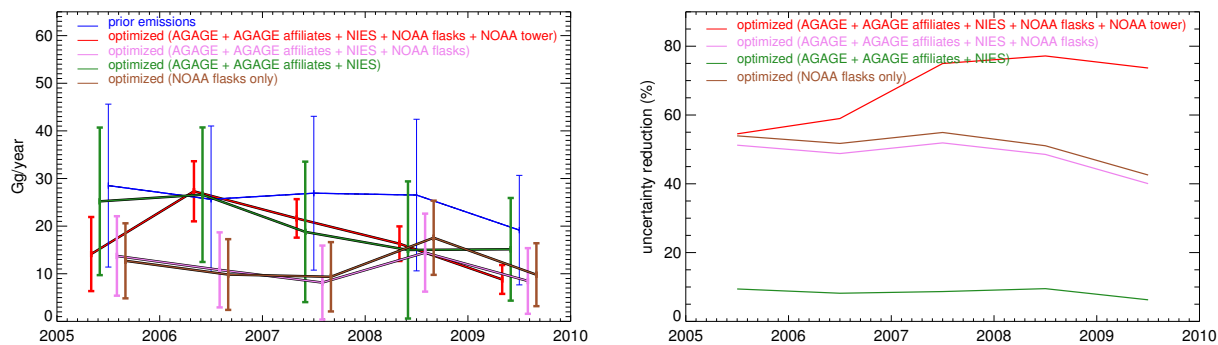 prior emissions
optimized (AGAGE + AGAGE affiliates + NIES + NOAA flasks + NOAA tower)
optimized (AGAGE + AGAGE affiliates + NIES + NOAA flasks)
optimized (AGAGE + AGAGE affiliates + NIES)
optimized (NOAA flasks only)
60
50
40
30
20
10
0
Gg/year
2005 2006 2007 2008 2009 2010
optimized (AGAGE + AGAGE affiliates + NIES + NOAA flasks + NOAA tower)
optimized (AGAGE + AGAGE affiliates + NIES + NOAA flasks)
optimized (AGAGE + AGAGE affiliates + NIES)
optimized (NOAA flasks only)
80
60
40
20
0
uncertainty reduction (%)
2005 2006 2007 2008 2009 2010